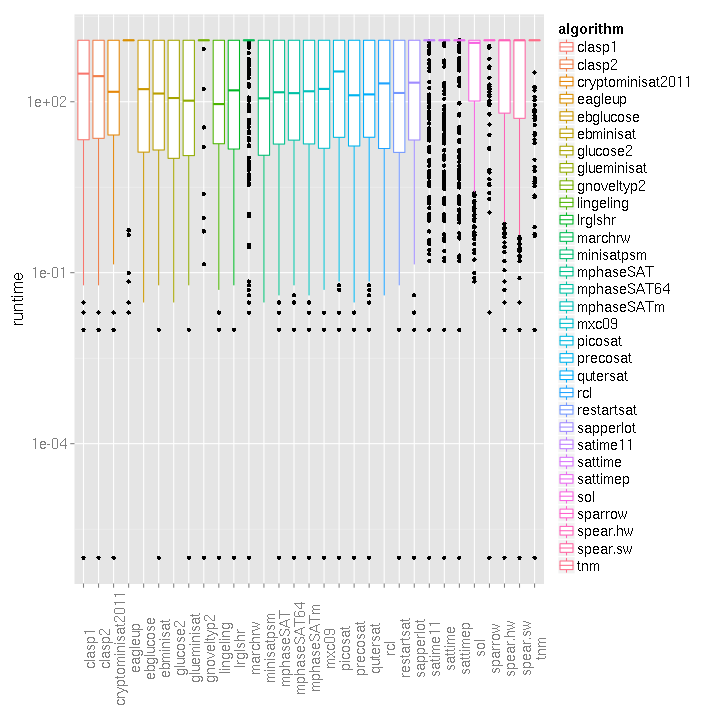 algorithm
clasp1
clasp2
cryptominisat2011
eagleup
ebglucose
ebminisat
glucose2
glueminisat
gnoveltyp2
lingeling
lrglshr
marchrw
minisatpsm
mphaseSAT
mphaseSAT64
mphaseSATm
mxc09
picosat
precosat
qutersat
rcl
restartsat
sapperlot
satime11
sattime
sattimep
sol
sparrow
spear.hw
spear.sw
tnm
runtime
1e+02
1e-01
1e-04
clasp1
clasp2
cryptominisat2011
eagleup
ebglucose
ebminisat
glucose2
glueminisat
gnoveltyp2
lingeling
lrglshr
marchrw
minisatpsm
mphaseSAT
mphaseSAT64
mphaseSATm
mxc09
picosat
precosat
qutersat
rcl
restartsat
sapperlot
satime11
sattime
sattimep
sol
sparrow
spear.hw
spear.sw
tnm